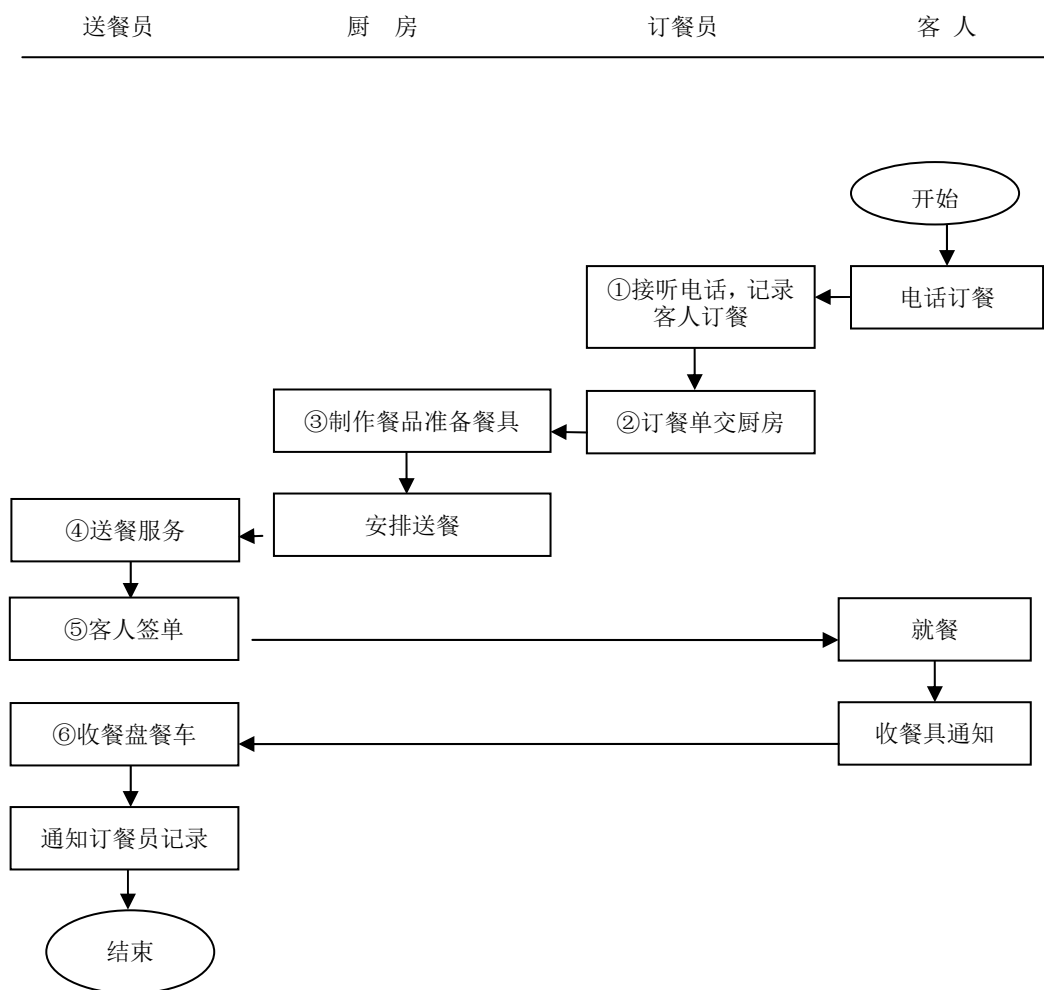 送餐员 厨 房 订餐员 客 人
开始
①接听电话，记录
客人订餐
电话订餐
③制作餐品准备餐具
②订餐单交厨房
④送餐服务
安排送餐
⑤客人签单
就餐
⑥收餐盘餐车
收餐具通知
通知订餐员记录
结束